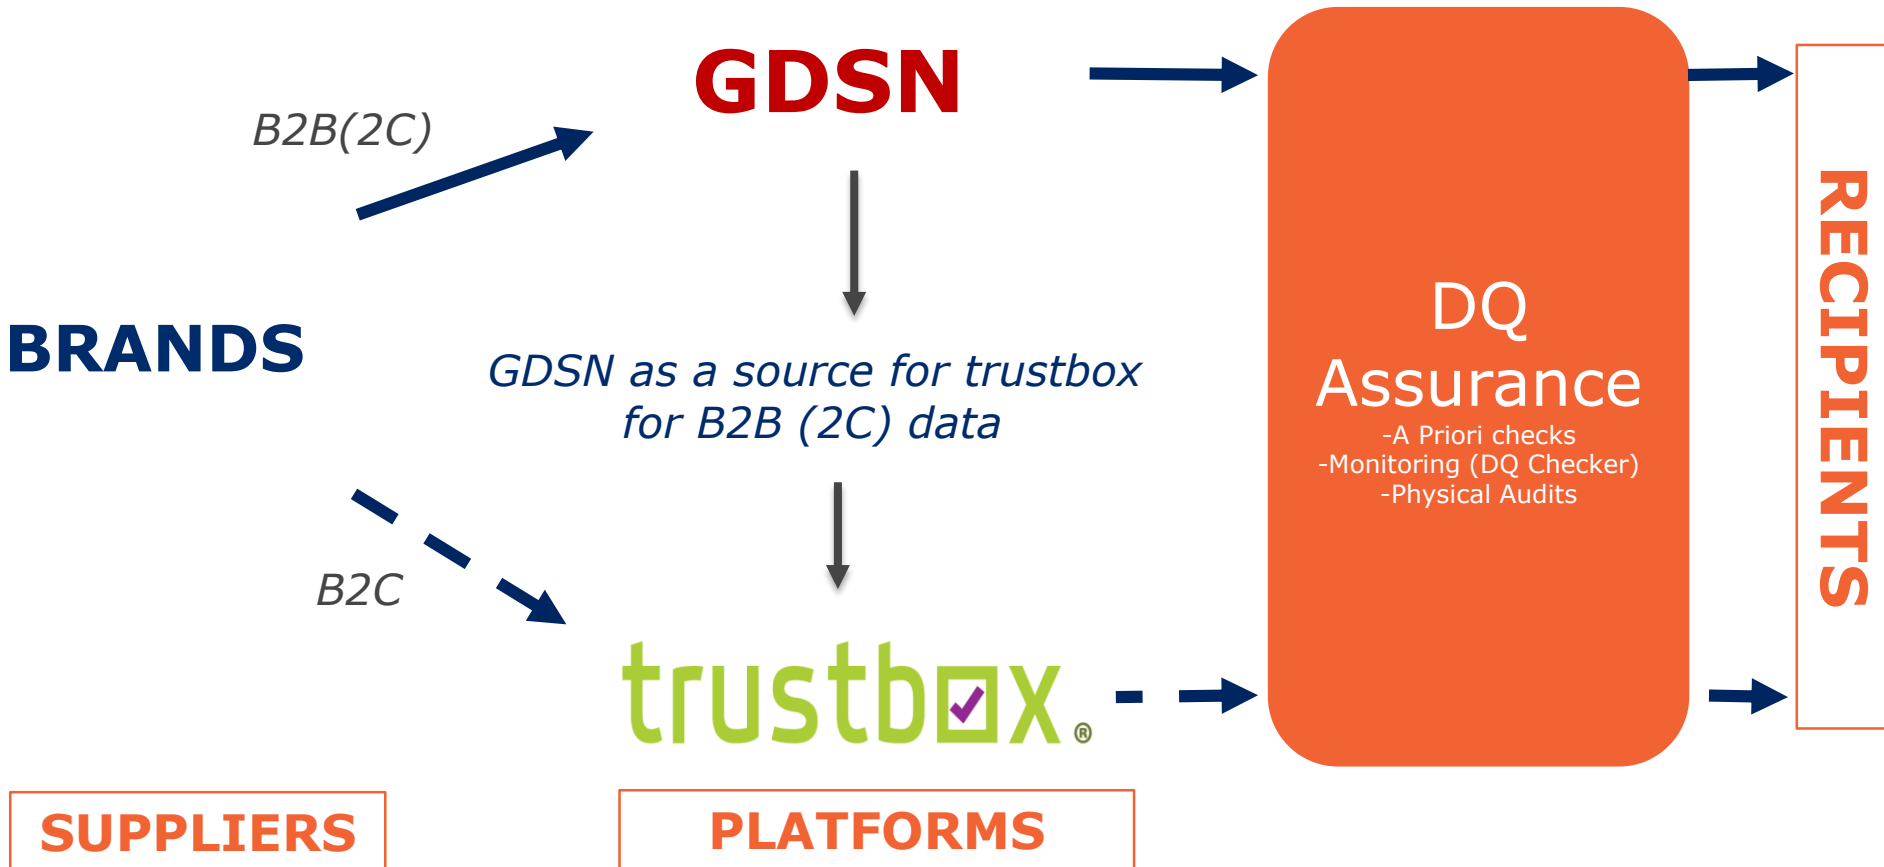 GDSN
B2B(2C)
BRANDS
GDSN as a source for trustbox
for B2B (2C) data
B2C
trustbox®
DQ
Assurance
-A Priori checks
-Monitoring (DQ Checker)
-Physical Audits
RECIPIENTS
SUPPLIERS
PLATFORMS